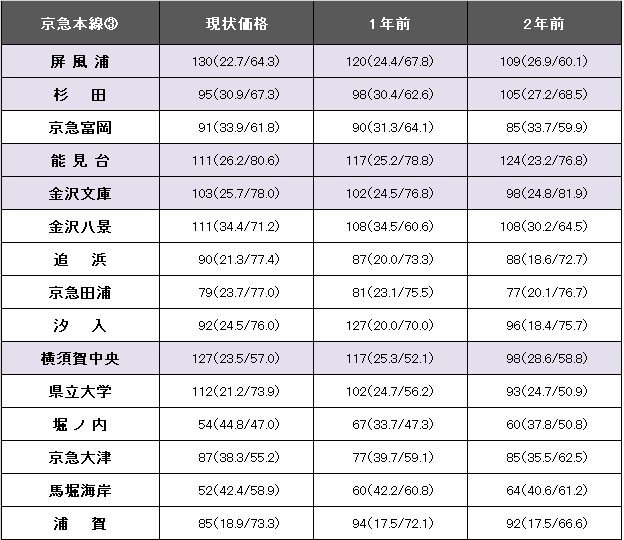 京急本線③ 現状価格 1年前 2年前
屏風浦 130(22.7/64.3) 120(24.4/67.8) 109(26.9/60.1)
杉田 95(30.9/67.3) 98(30.4/62.6) 105(27.2/68.5)
京急富岡 91(33.9/61.8) 90(31.3/64.1) 85(33.7/59.9)
能見台 111(26.2/80.6) 117(25.2/78.8) 124(23.2/76.8)
金沢文庫 103(25.7/78.0) 102(24.5/76.8) 98(24.8/81.9)
金沢八景 111(34.4/71.2) 108(34.5/60.6) 108(30.2/64.5)
追浜 90(21.3/77.4) 87(20.0/73.3) 88(18.6/72.7)
京急田浦 79(23.7/77.0) 81(23.1/75.5) 77(20.1/76.7)
汐入 92(24.5/76.0) 127(20.0/70.0) 96(18.4/75.7)
横須賀中央 127(23.5/57.0) 117(25.3/52.1) 98(28.6/58.8)
県立大学 112(21.2/73.9) 102(24.7/56.2) 93(24.7/50.9)
堀ノ内 54(44.8/47.0) 67(33.7/47.3) 60(37.8/50.8)
京急大津 87(38.3/55.2) 77(39.7/59.1) 85(35.5/62.5)
馬堀海岸 52(42.4/58.9) 60(42.2/60.8) 64(40.6/61.2)
浦賀 85(18.9/73.3) 94(17.5/72.1) 92(17.5/66.6)